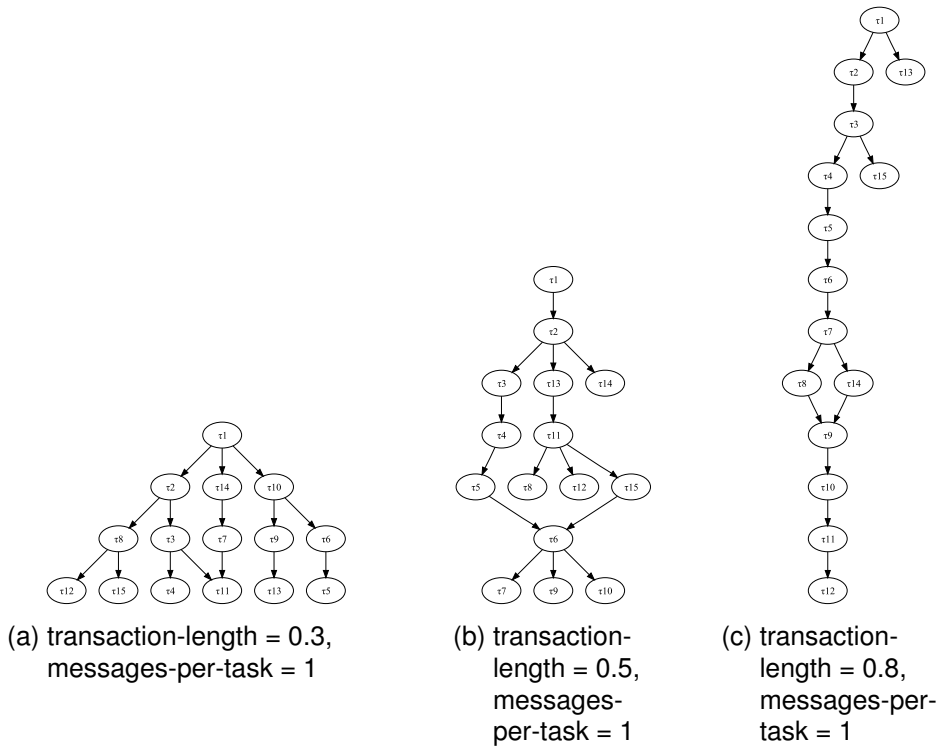 τ1
τ2 τ13
τ3
τ4 τ15
τ5
τ6
τ7
τ8 τ14
τ9
τ10
τ11
τ12
τ1
τ2
τ3 τ13 τ14
τ4 τ11
τ5 τ8 τ12 τ15
τ6
τ7 τ9 τ10
τ1
τ2 τ14 τ10
τ8 τ3 τ7 τ9 τ6
τ12 τ15 τ4 τ11 τ13 τ5
(a) transaction-length = 0.3,
messages-per-task = 1
(b) transaction-
length = 0.5,
messages-
per-task = 1
(c) transaction-
length = 0.8,
messages-per-
task = 1